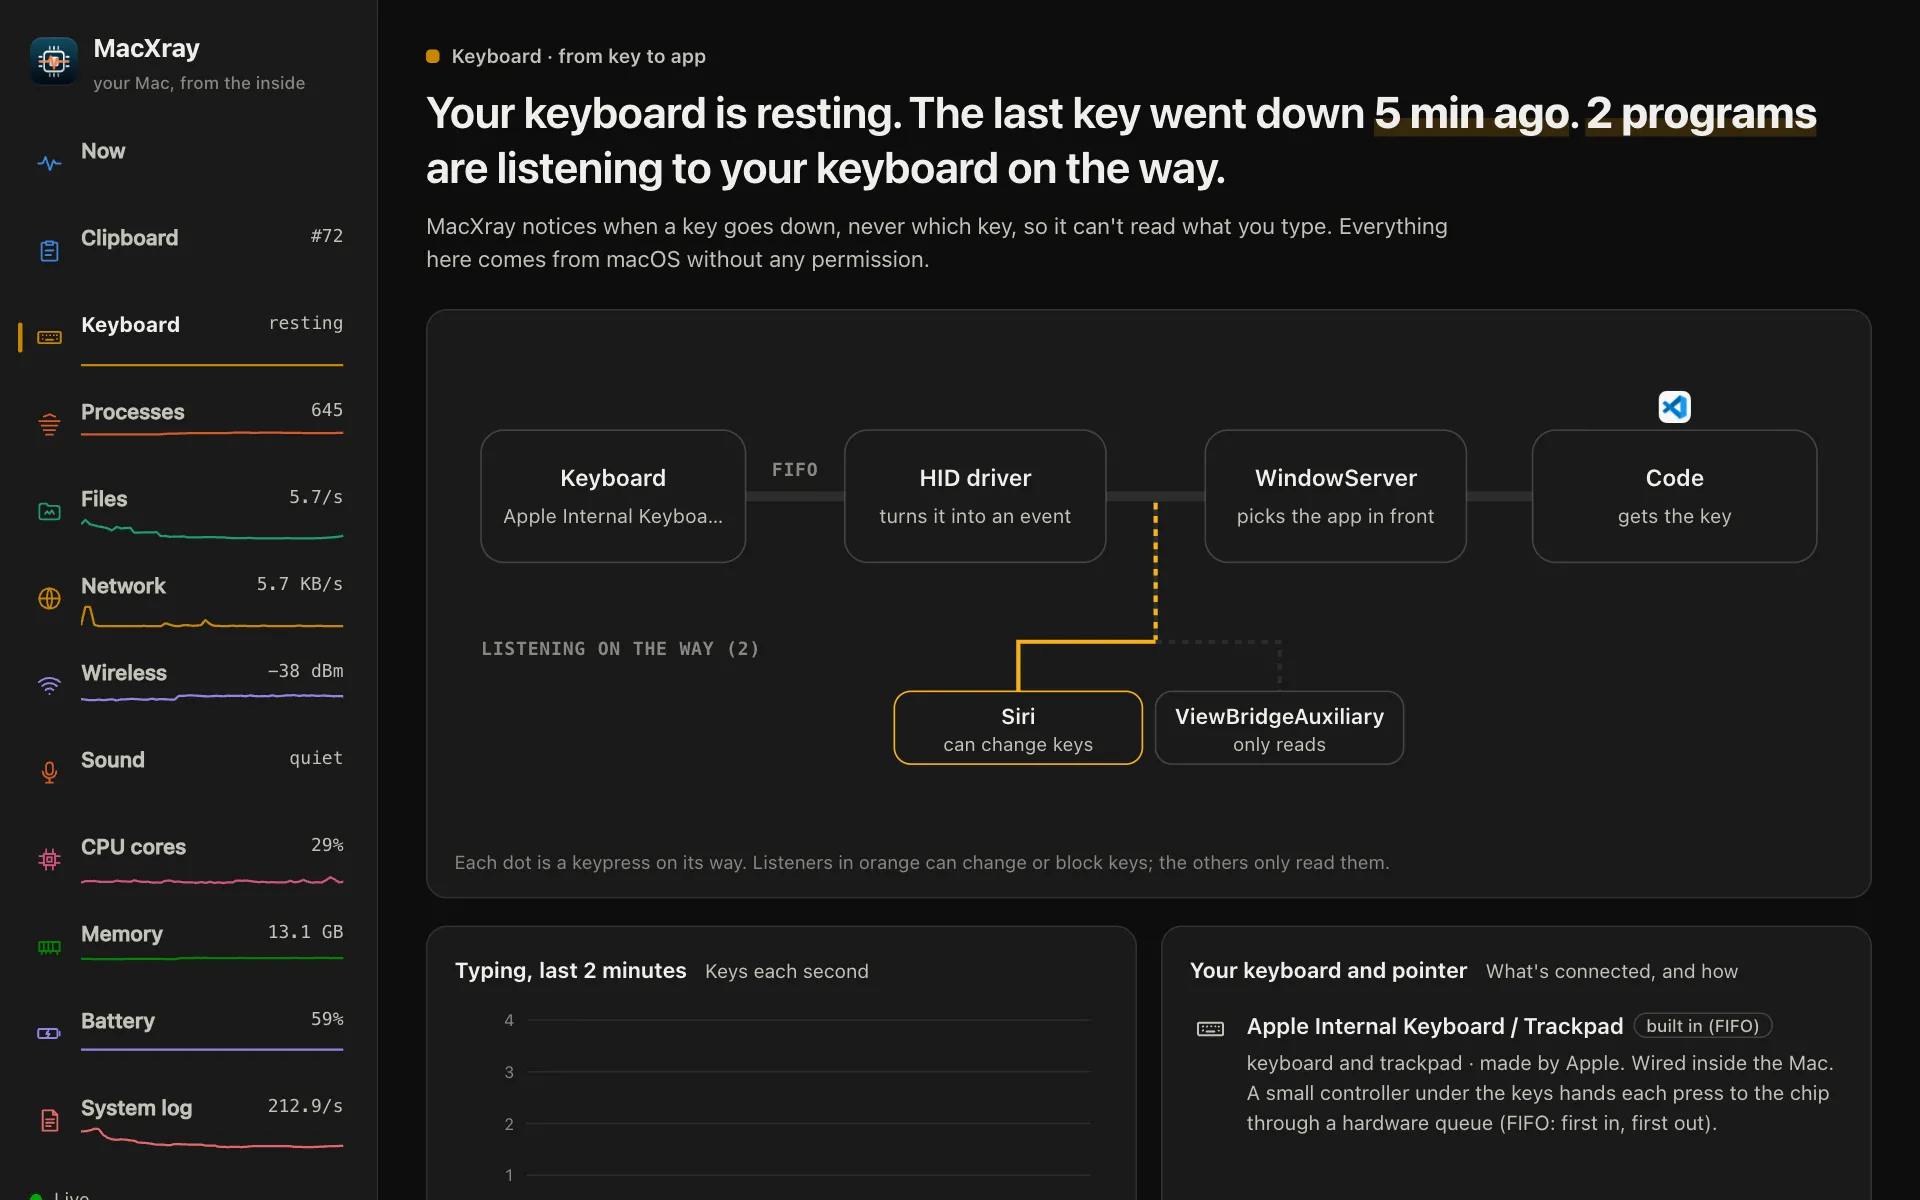 MacXray
your Mac, from the inside
Now
Clipboard #72
Keyboard resting
Processes 645
Files 5.7/s
Network 5.7 KB/s
Wireless −38 dBm
Sound quiet
CPU cores 29%
Memory 13.1 GB
Battery 59%
System log 212.9/s
Live
Keyboard · from key to app
Your keyboard is resting. The last key went down 5 min ago. 2 programs
are listening to your keyboard on the way.
MacXray notices when a key goes down, never which key, so it can't read what you type. Everything
here comes from macOS without any permission.
Keyboard
Apple Internal Keyboa...
FIFO
HID driver
turns it into an event
WindowServer
picks the app in front
Code
gets the key
LISTENING ON THE WAY (2)
Siri
can change keys
ViewBridgeAuxiliary
only reads
Each dot is a keypress on its way. Listeners in orange can change or block keys; the others only read them.
Typing, last 2 minutes Keys each second
4
3
2
1
Your keyboard and pointer What's connected, and how
Apple Internal Keyboard / Trackpad built in (FIFO)
keyboard and trackpad · made by Apple. Wired inside the Mac.
A small controller under the keys hands each press to the chip
through a hardware queue (FIFO: first in, first out).